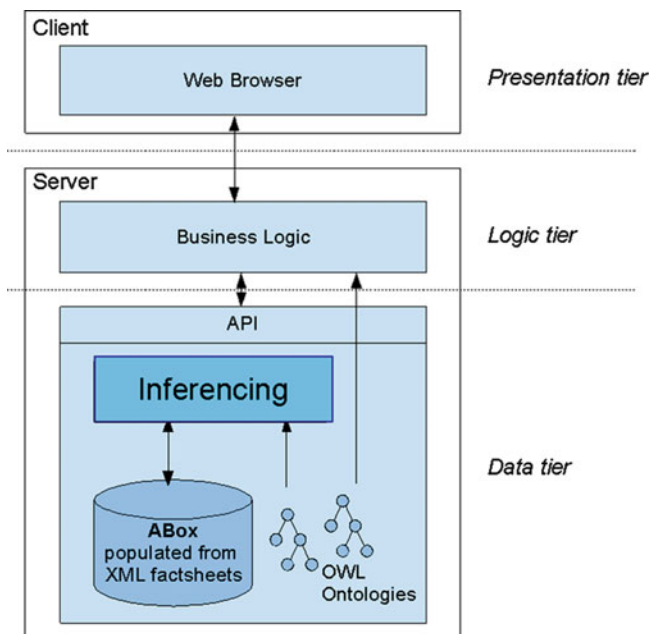 Client
Web Browser
Presentation tier
Server
Business Logic
Logic tier
API
Inferencing
Data tier
ABox
populated from
XML factsheets
OWL
Ontologies